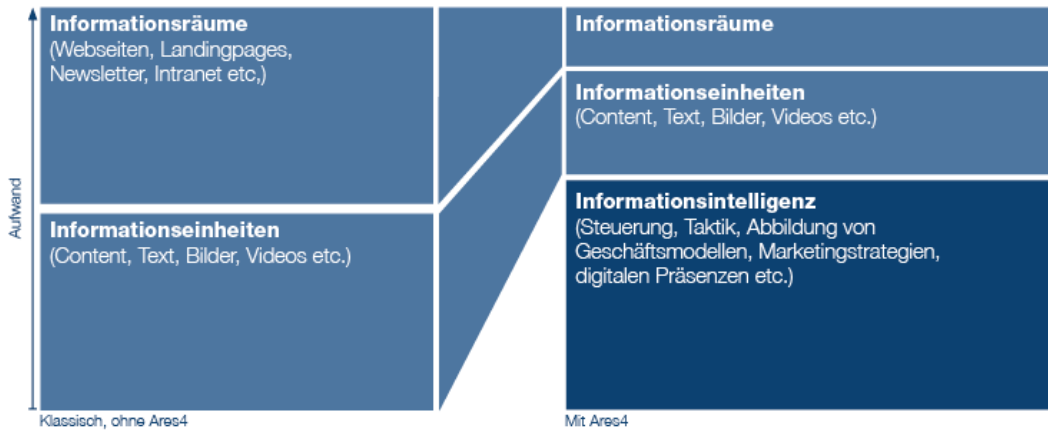 Informationsräume
(Webseiten, Landingpages,
Newsletter, Intranet etc,)
Informationseinheiten
(Content, Text, Bilder, Videos etc.)
Informationsräume
Informationseinheiten
(Content, Text, Bilder, Videos etc.)
Informationsintelligenz
(Steuerung, Taktik, Abbildung von
Geschäftsmodellen, Marketingstrategien,
digitalen Präsenzen etc.)
Aufwand
Klassisch, ohne Ares4
Mit Ares4